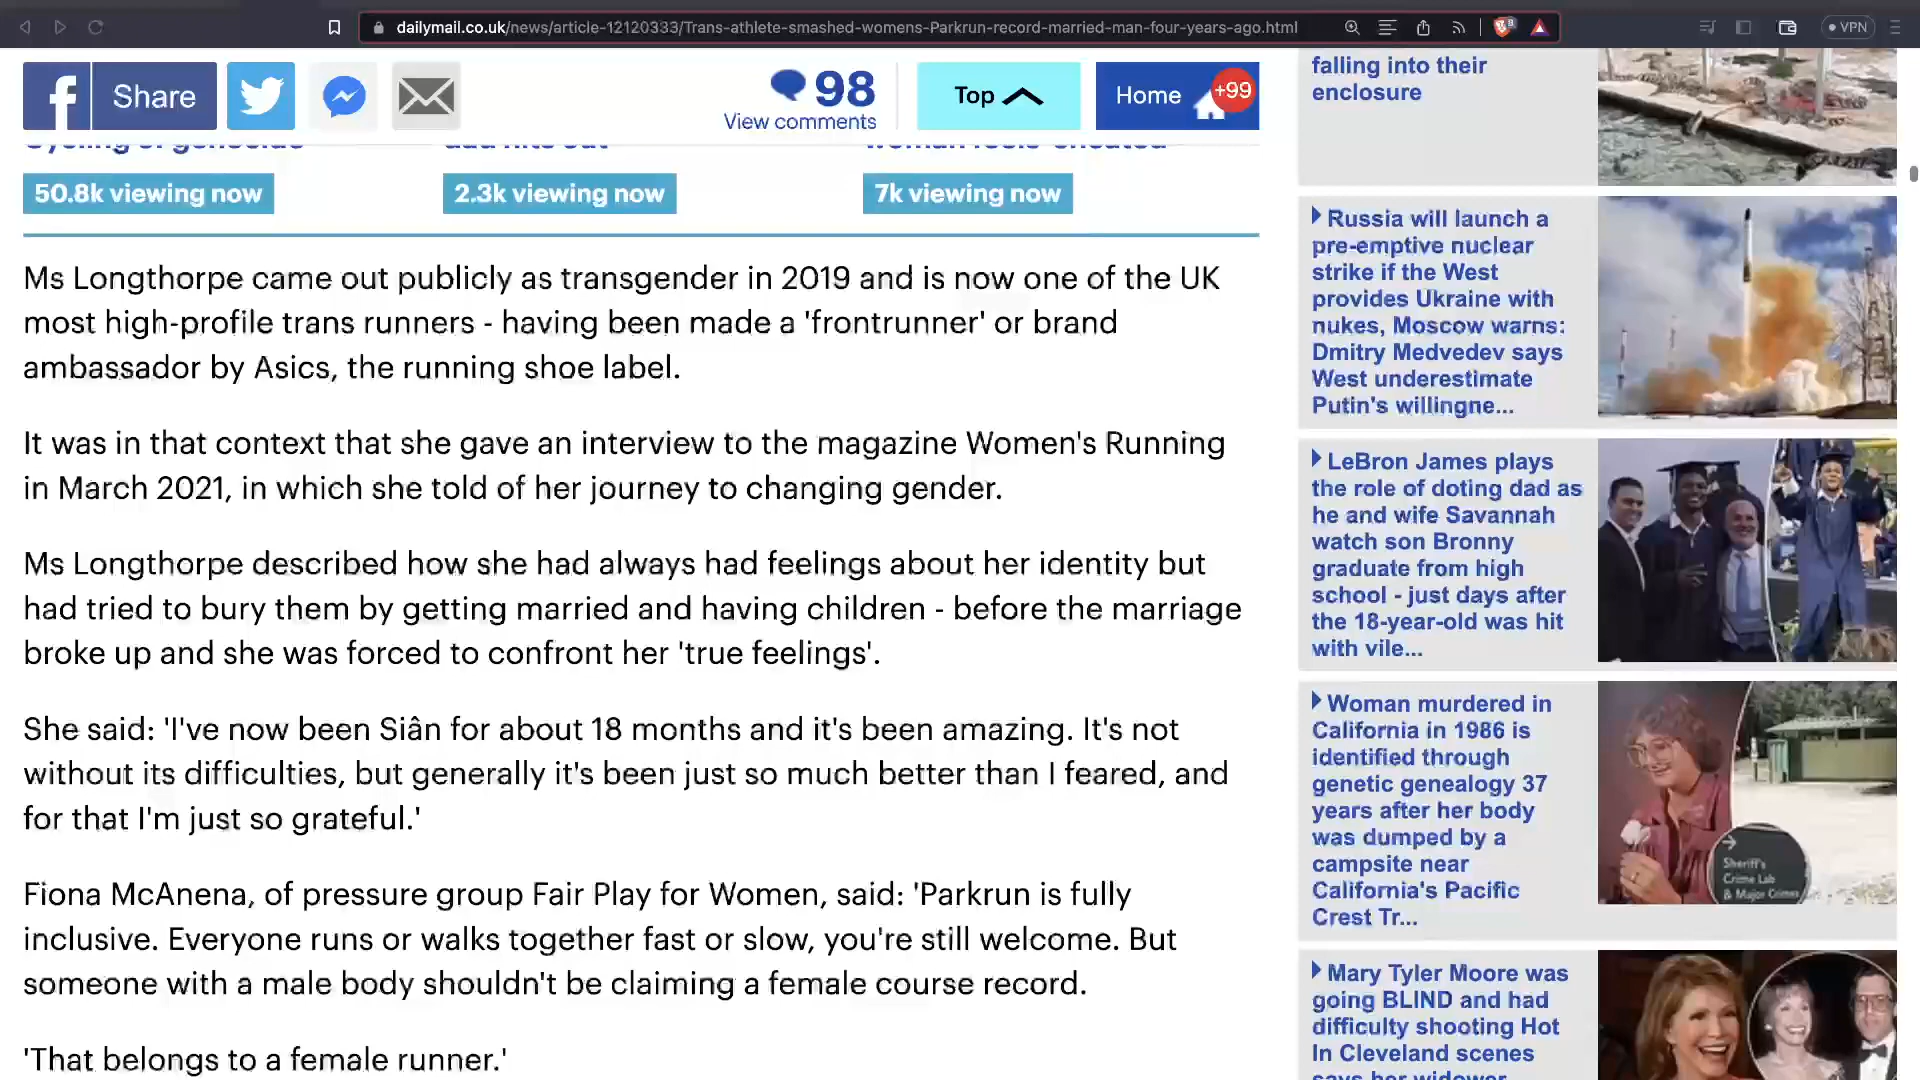 dailymail.co.uk/news/article-12120333/Trans-athlete-smashed-womens-Parkrun-record-married-man-four-years-ago.html
VPN
Share
98
View comments
Top
Home
+99
50.8k viewing now
2.3k viewing now
7k viewing now
Ms Longthorpe came out publicly as transgender in 2019 and is now one of the UK
most high-profile trans runners - having been made a 'frontrunner' or brand
ambassador by Asics, the running shoe label.
It was in that context that she gave an interview to the magazine Women's Running
in March 2021, in which she told of her journey to changing gender.
Ms Longthorpe described how she had always had feelings about her identity but
had tried to bury them by getting married and having children - before the marriage
broke up and she was forced to confront her 'true feelings'.
She said: 'I've now been Siân for about 18 months and it's been amazing. It's not
without its difficulties, but generally it's been just so much better than I feared, and
for that I'm just so grateful.'
Fiona McAnena, of pressure group Fair Play for Women, said: 'Parkrun is fully
inclusive. Everyone runs or walks together fast or slow, you're still welcome. But
someone with a male body shouldn't be claiming a female course record.
'That belongs to a female runner.'
falling into their
enclosure
Russia will launch a
pre-emptive nuclear
strike if the West
provides Ukraine with
nukes, Moscow warns:
Dmitry Medvedev says
West underestimate
Putin's willingne...
LeBron James plays
the role of doting dad as
he and wife Savannah
watch son Bronny
graduate from high
school - just days after
the 18-year-old was hit
with vile...
Woman murdered in
California in 1986 is
identified through
genetic genealogy 37
years after her body
was dumped by a
campsite near
California's Pacific
Crest Tr...
Sheriff's
Crime Lab
& Major Crimes
Mary Tyler Moore was
going BLIND and had
difficulty shooting Hot
In Cleveland scenes
says her widower